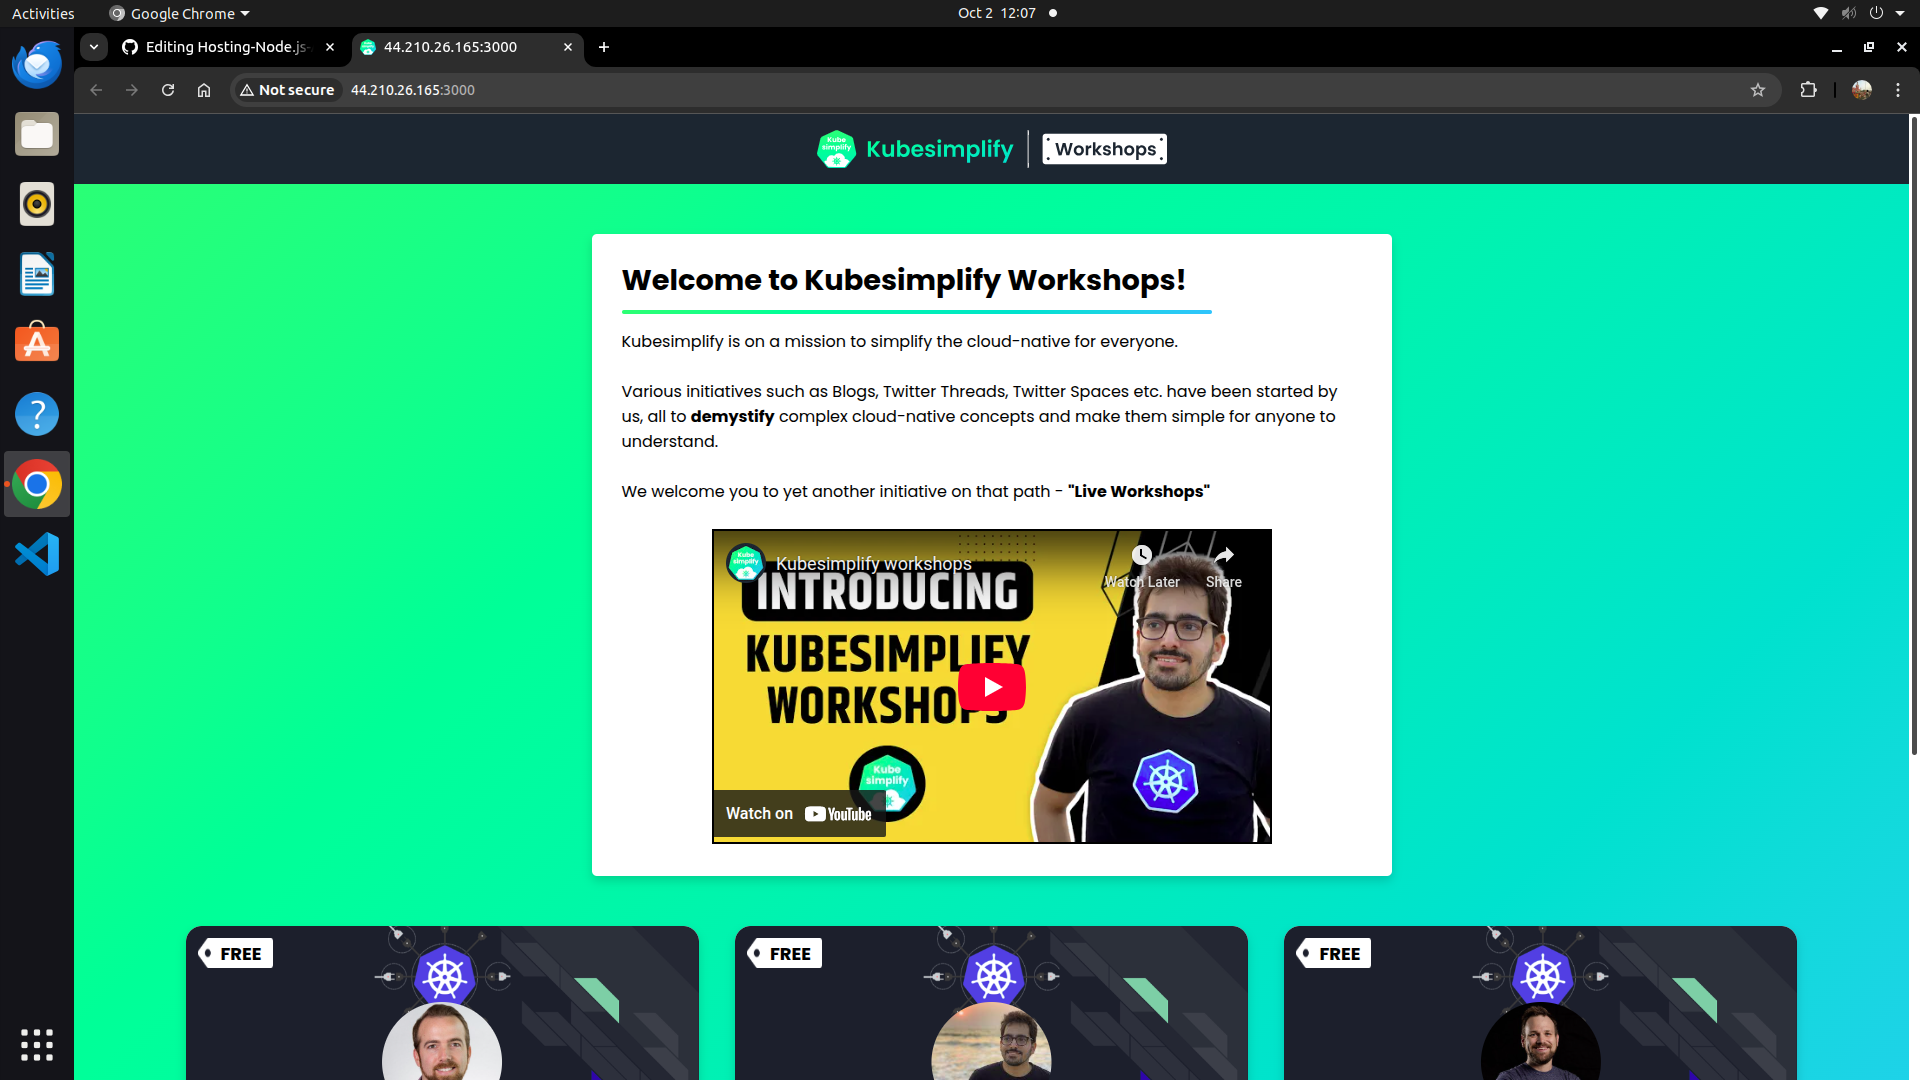 Activities
Google Chrome
Oct 2 12:07
Editing Hosting-Node.js-
44.210.26.165:3000
Not secure
44.210.26.165:3000
Kube
simplify
Kubesimplify
Workshops
Welcome to Kubesimplify Workshops!
Kubesimplify is on a mission to simplify the cloud-native for everyone.
Various initiatives such as Blogs, Twitter Threads, Twitter Spaces etc. have been started by
us, all to demystify complex cloud-native concepts and make them simple for anyone to
understand.
We welcome you to yet another initiative on that path - "Live Workshops"
Kube
simplify
Kubesimplify workshops
Watch Later
Share
INTRODUCING
KUBESIMPLIFY
WORKSHOPS
Kube
simplify
Watch on YouTube
FREE
FREE
FREE